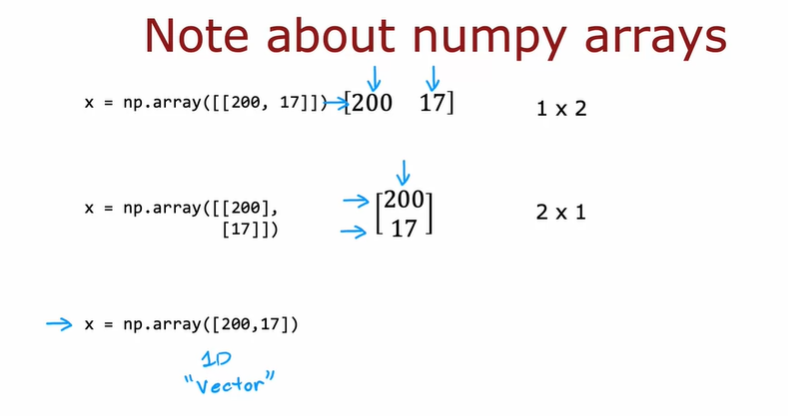 Note about numpy arrays
x = np.array([[200, 17]]) [200 17] 1 x 2
x = np.array([[200], [200
[17]]) 17] 2 x 1
x = np.array([200,17])
1D
"Vector"